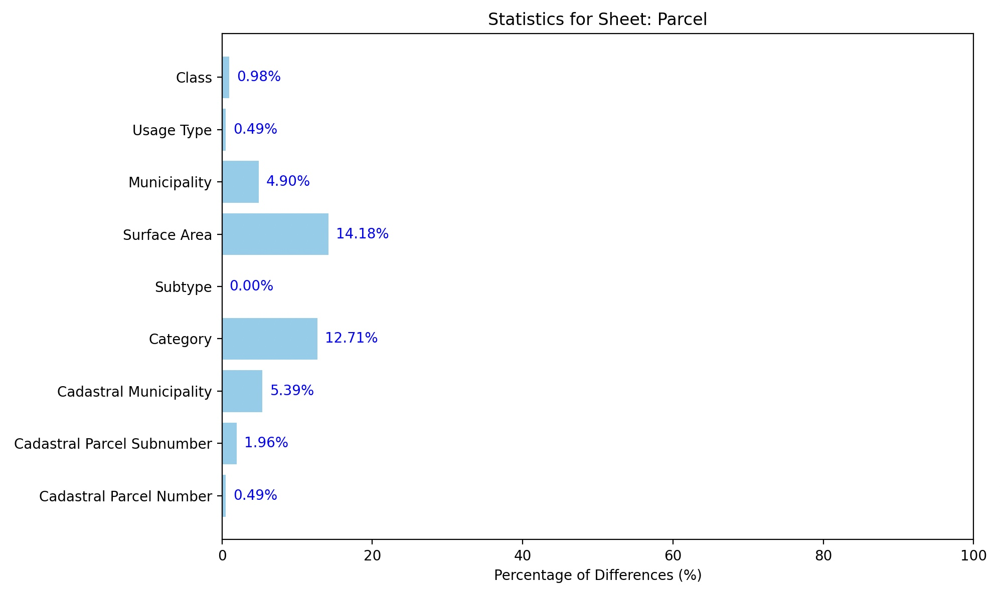 Statistics for Sheet: Parcel
Class 0.98%
Usage Type 0.49%
Municipality 4.90%
Surface Area 14.18%
Subtype 0.00%
Category 12.71%
Cadastral Municipality 5.39%
Cadastral Parcel Subnumber 1.96%
Cadastral Parcel Number 0.49%
0 20 40 60 80 100
Percentage of Differences (%)